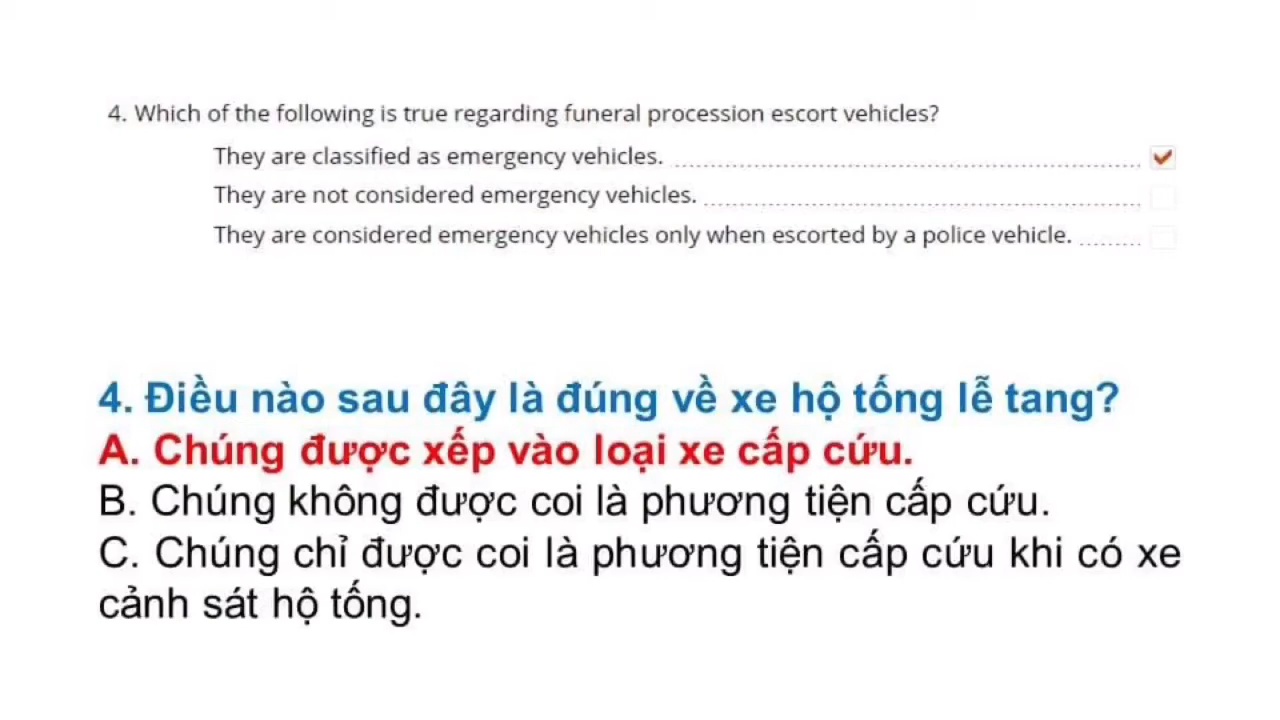 4. Which of the following is true regarding funeral procession escort vehicles?
They are classified as emergency vehicles.
They are not considered emergency vehicles.
They are considered emergency vehicles only when escorted by a police vehicle.
4. Điều nào sau đây là đúng về xe hộ tống lễ tang?
A. Chúng được xếp vào loại xe cấp cứu.
B. Chúng không được coi là phương tiện cấp cứu.
C. Chúng chỉ được coi là phương tiện cấp cứu khi có xe
cảnh sát hộ tống.